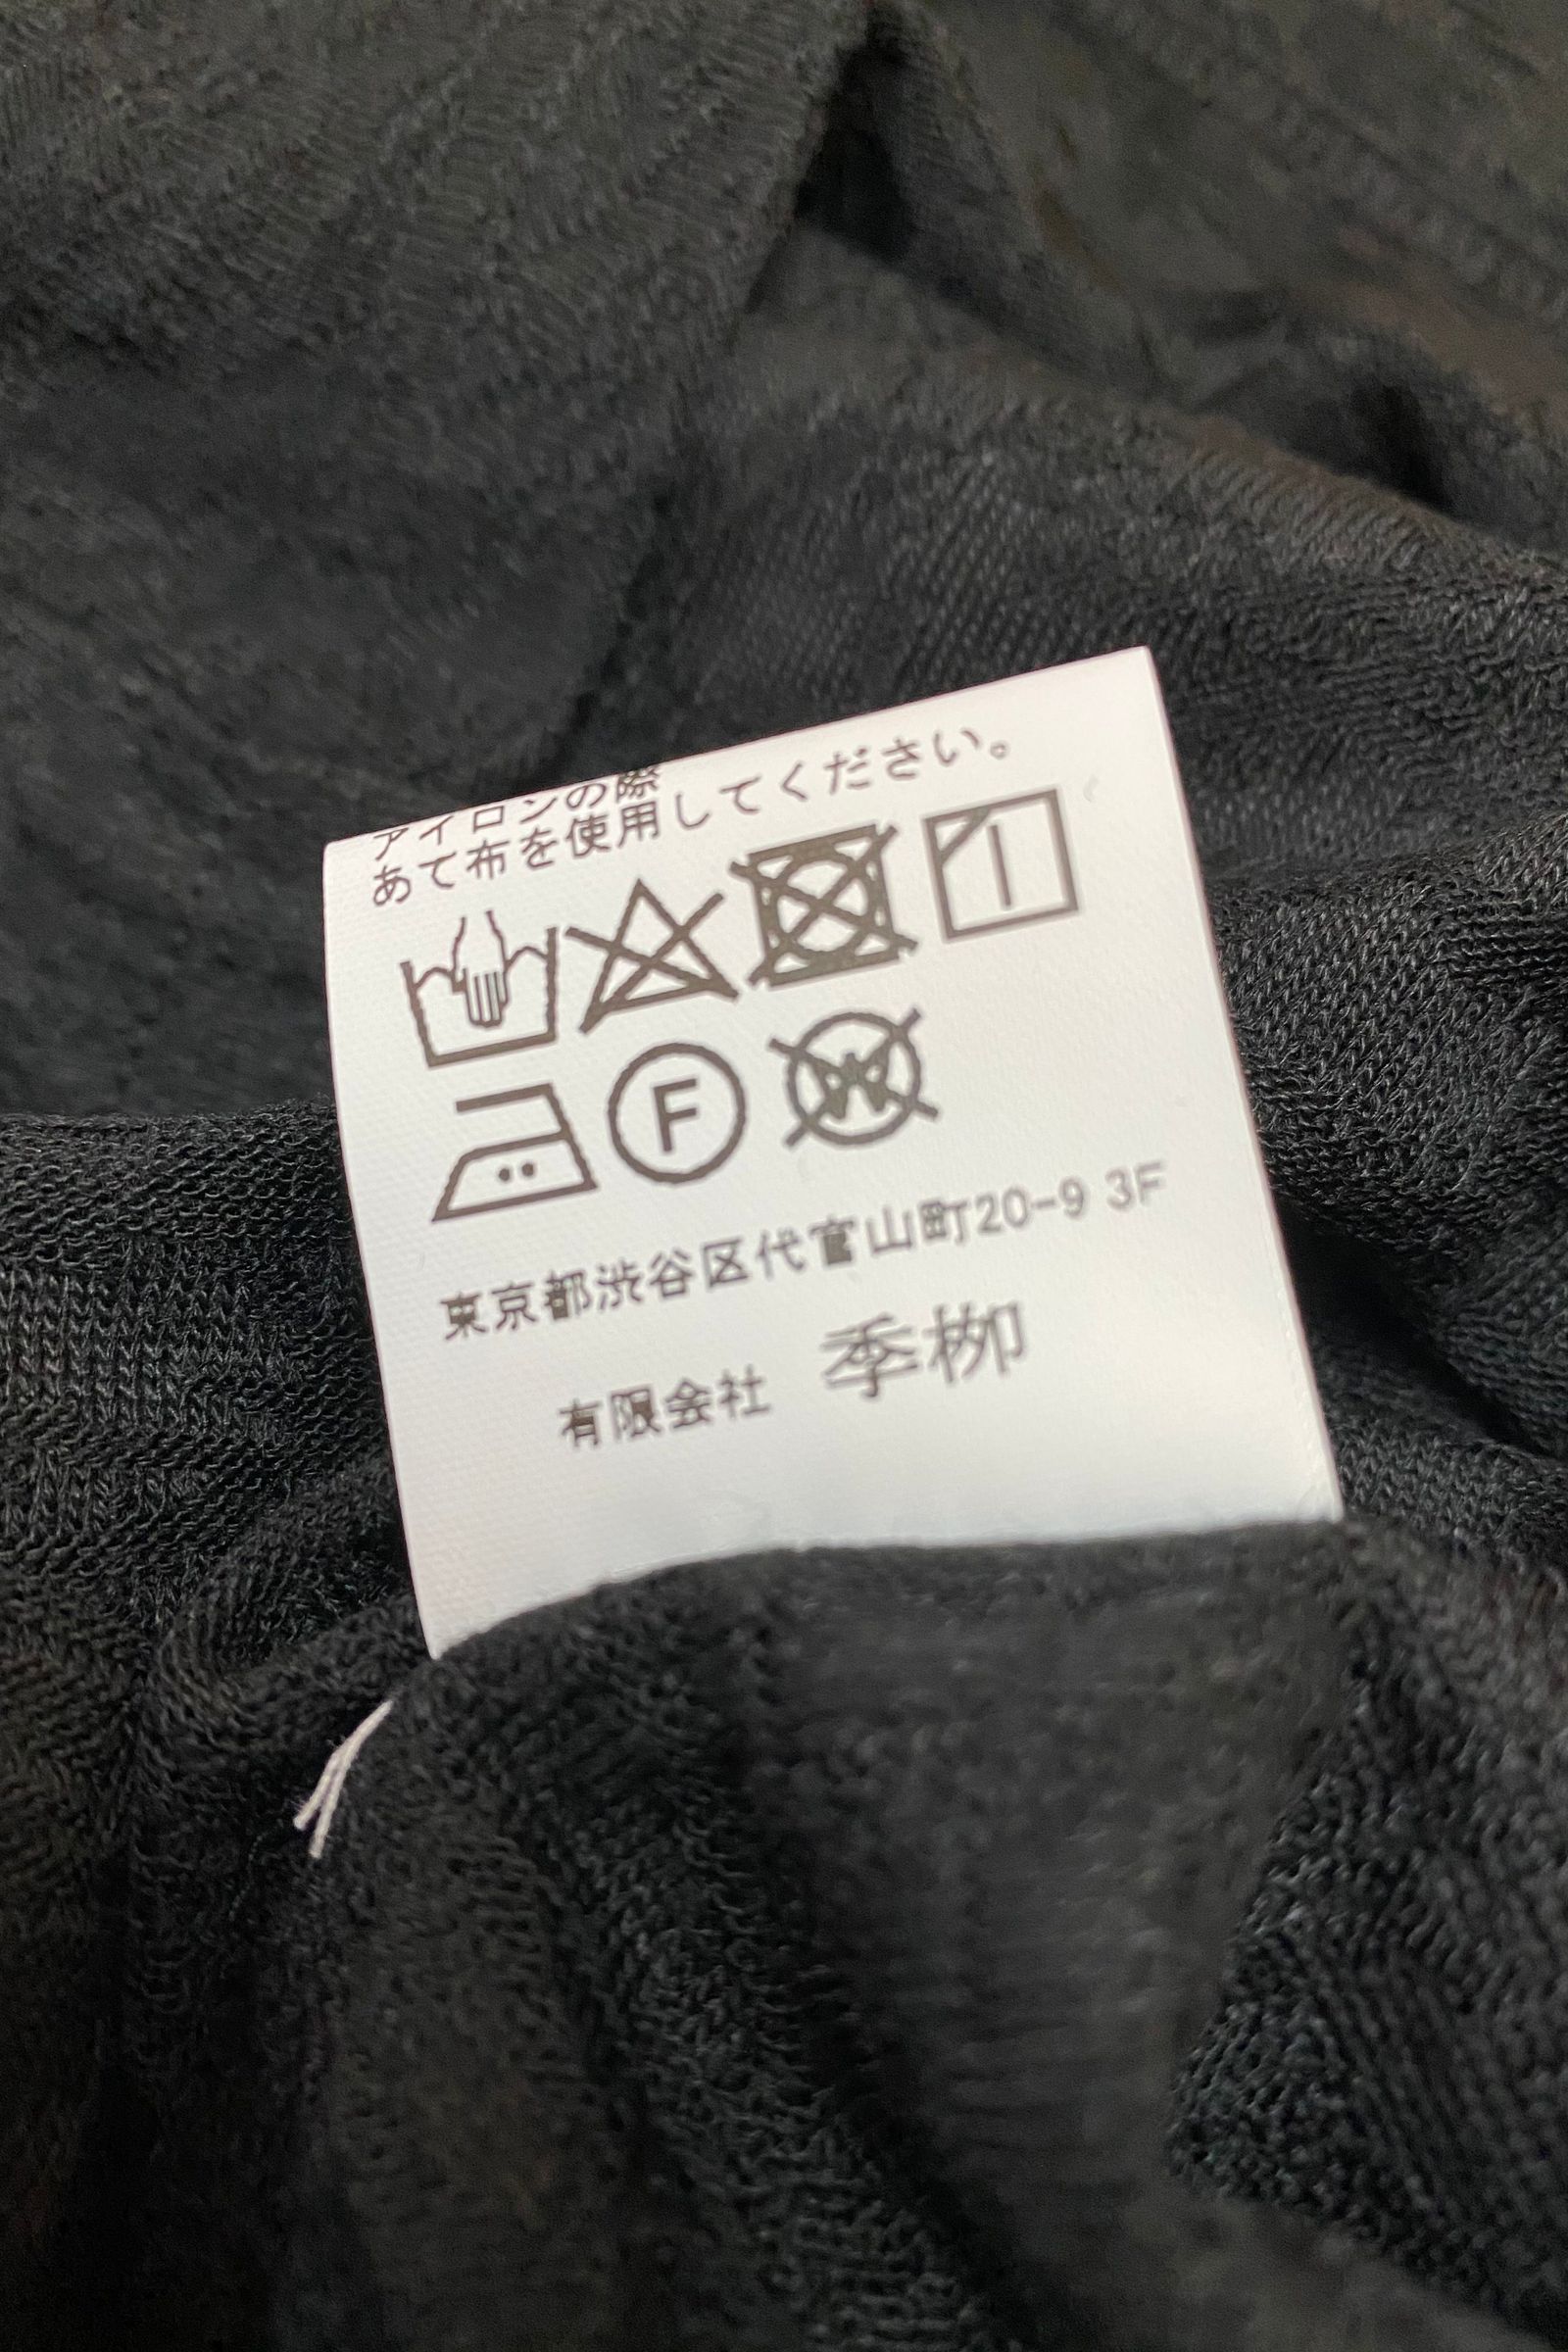 アイロンの際
あて布を使用してください。
F
W
東京都渋谷区代官山町20-9 3F
有限会社 季栁